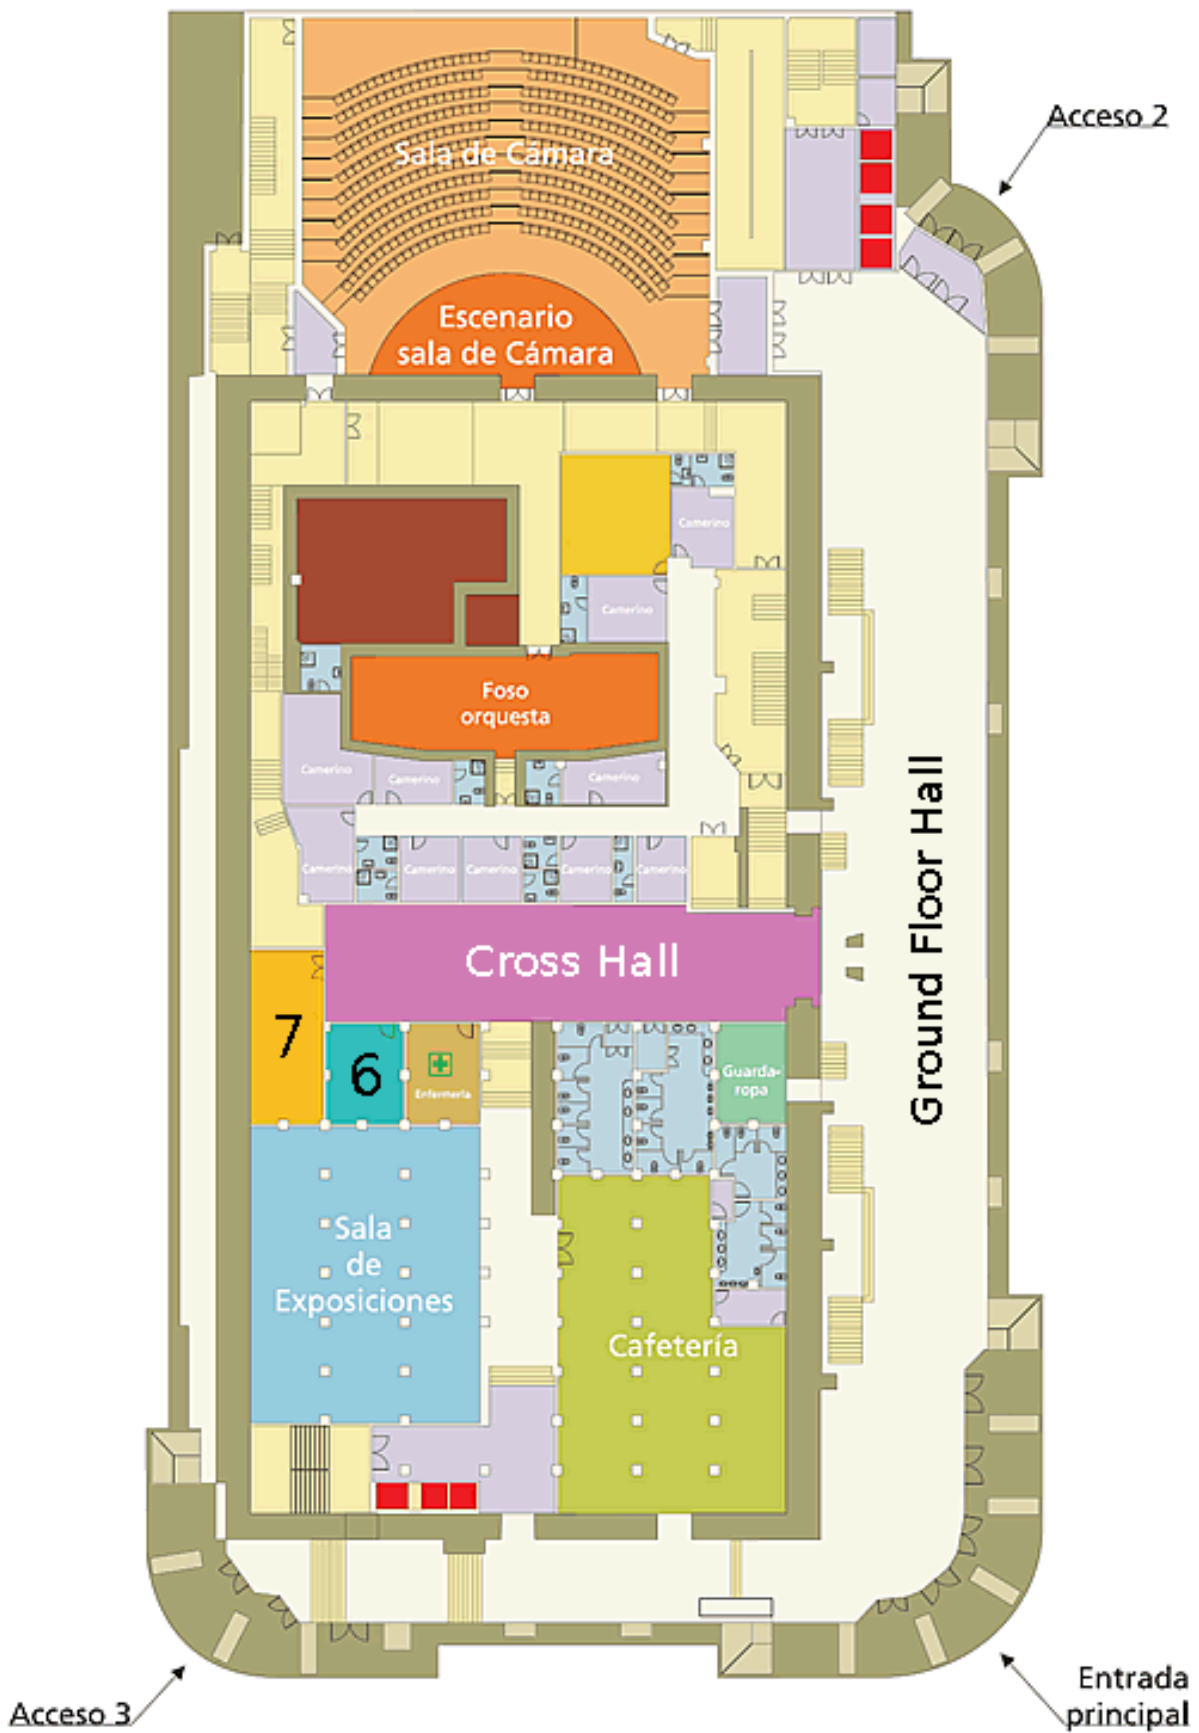 Acceso 2
Sala de Cámara
Escenario
sala de Cámara
Camerino
Camerino
Foso
orquesta
Camerino
Camerino
Camerino
Camerino
Camerino
Camerino
Camerino
Camerino
Ground Floor Hall
Cross Hall
7
6
Enfermería
Guarda-
ropa
Sala
de
Exposiciones
Cafetería
Entrada
principal
Acceso 3